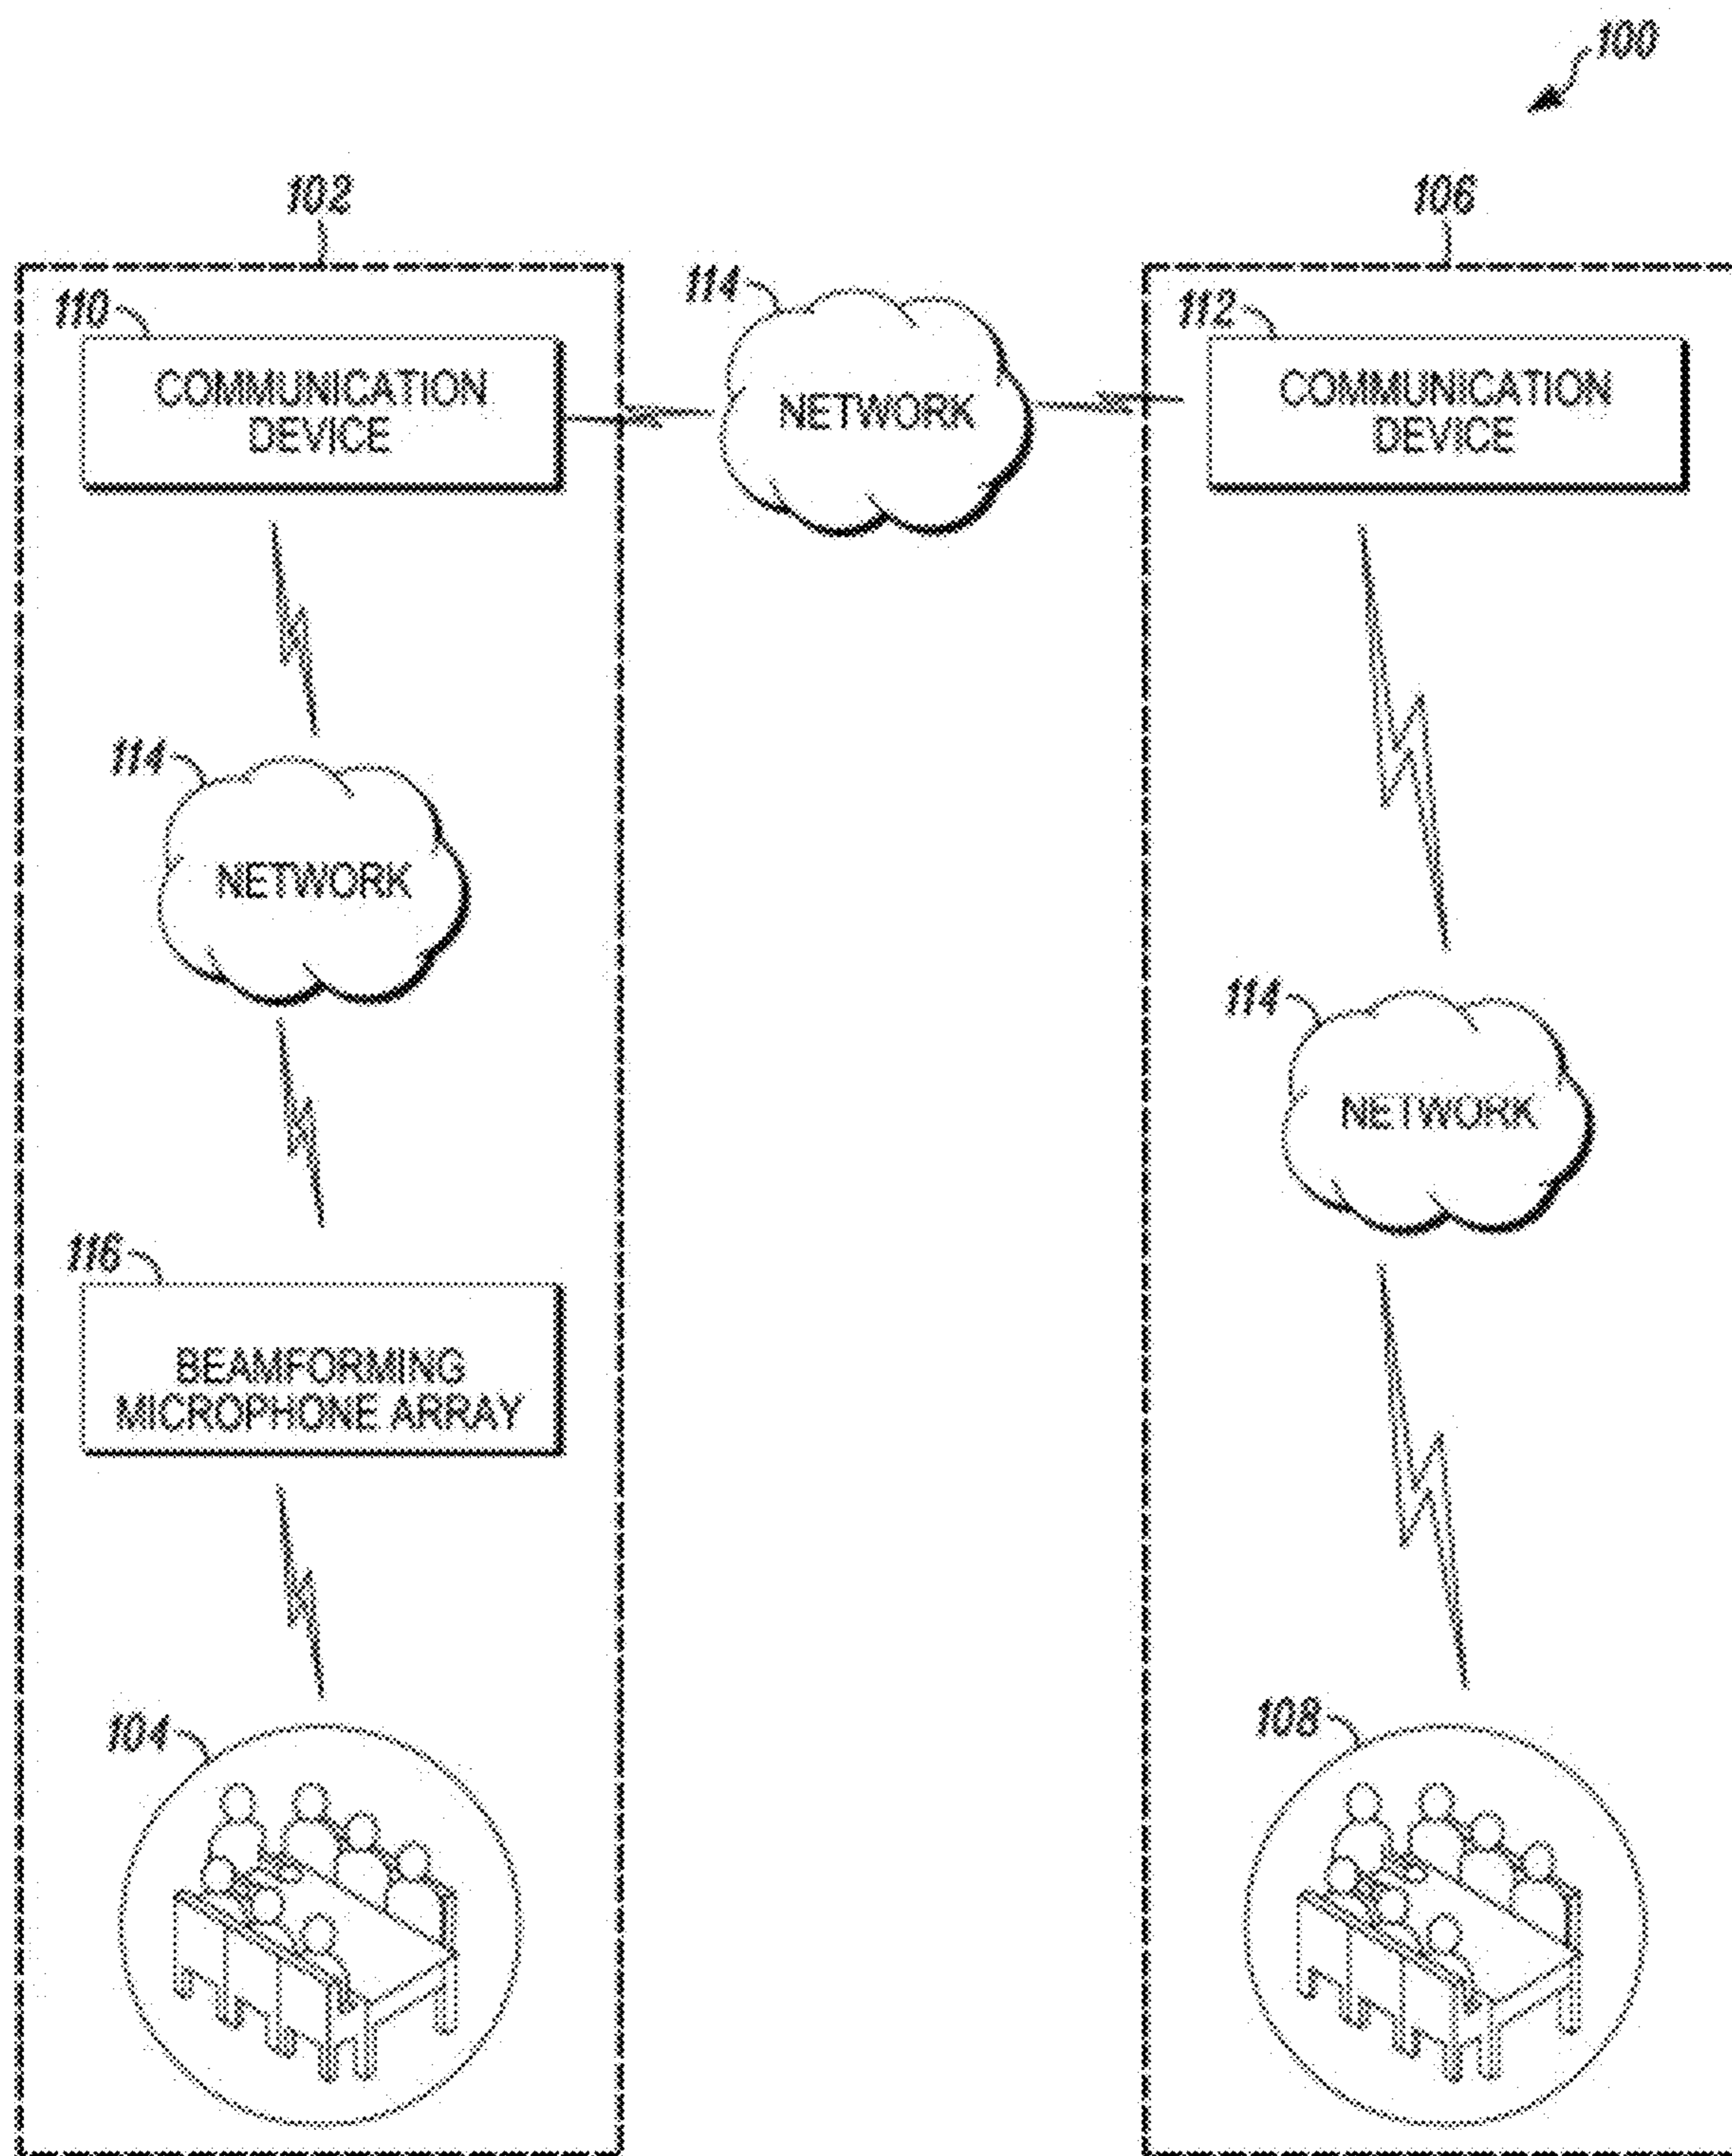 100
102
106
110
114
112
COMMUNICATION
DEVICE
NETWORK
COMMUNICATION
DEVICE
114
NETWORK
114
NETWORK
116
BEAMFORMING
MICROPHONE ARRAY
104
108